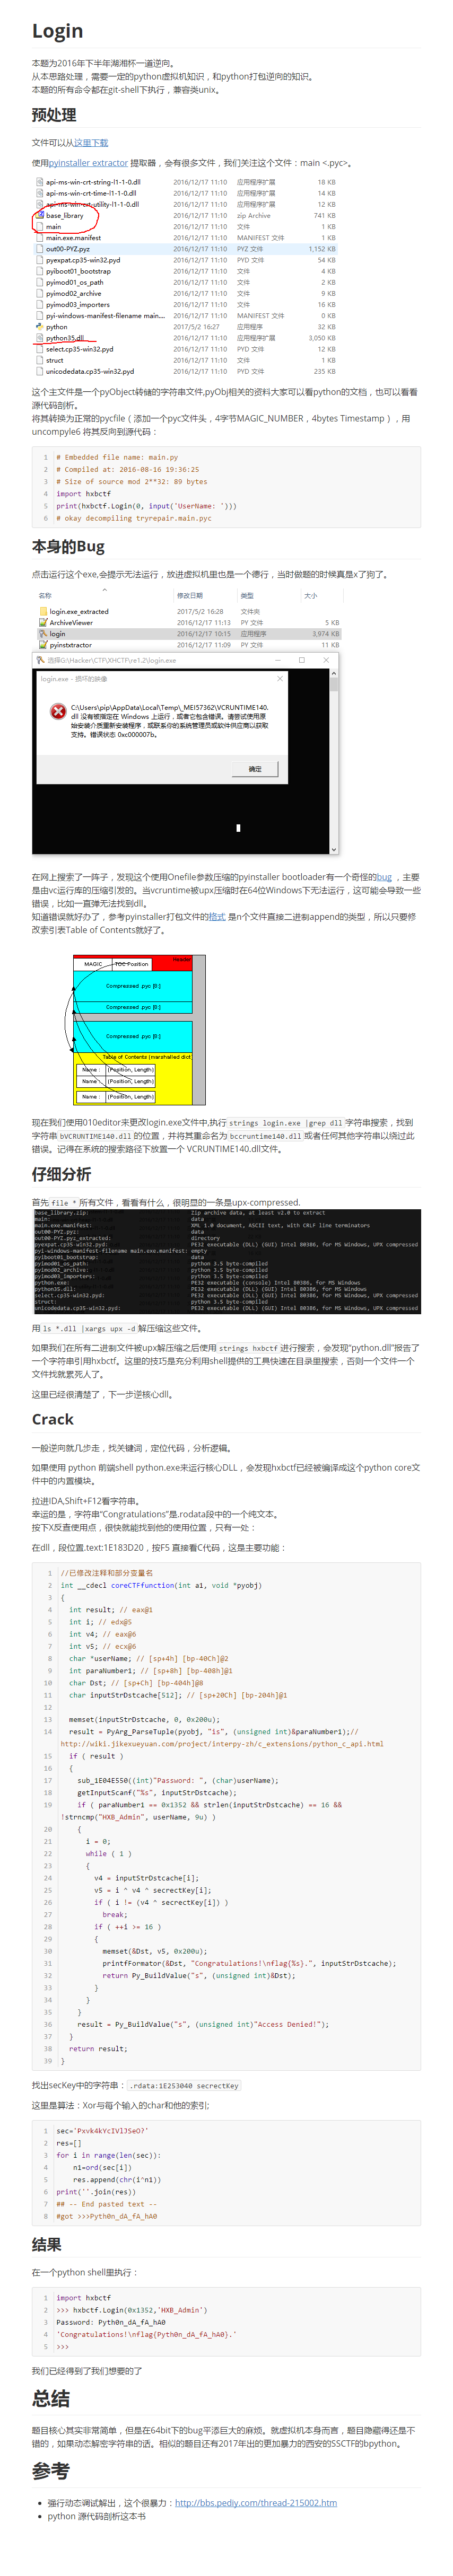 Login
本题为2016年下半年湖湘杯一道逆向。
从本思路处理，需要一定的python虚拟机知识，和python打包逆向的知识。
本题的所有命令都在git-shell下执行，兼容类unix。
预处理
文件可以从这里下载
使用pyinstaller extractor 提取器，会有很多文件，我们关注这个文件：main <.pyc>。
api-ms-win-crt-string-l1-1-0.dll 2016/12/17 11:10 应用程序扩展 18 KB
api-ms-win-crt-time-l1-1-0.dll 2016/12/17 11:10 应用程序扩展 14 KB
api-ms-win-crt-utility-l1-1-0.dll 2016/12/17 11:10 应用程序扩展 12 KB
base_library 2016/12/17 11:10 zip Archive 741 KB
main 2016/12/17 11:10 文件 1 KB
main.exe.manifest 2016/12/17 11:10 MANIFEST 文件 1 KB
out00-PYZ.pyz 2016/12/17 11:10 PYZ 文件 1,152 KB
pyexpat.cp35-win32.pyd 2016/12/17 11:10 PYD 文件 54 KB
pyiboot01_bootstrap 2016/12/17 11:10 文件 4 KB
pyimod01_os_path 2016/12/17 11:10 文件 2 KB
pyimod02_archive 2016/12/17 11:10 文件 9 KB
pyimod03_importers 2016/12/17 11:10 文件 16 KB
pyi-windows-manifest-filename main.... 2016/12/17 11:10 MANIFEST 文件 0 KB
python 2017/5/2 16:27 应用程序 32 KB
python35.dll 2016/12/17 11:10 应用程序扩展 3,050 KB
select.cp35-win32.pyd 2016/12/17 11:10 PYD 文件 12 KB
struct 2016/12/17 11:10 文件 1 KB
unicodedata.cp35-win32.pyd 2016/12/17 11:10 PYD 文件 235 KB
这个主文件是一个pyObject转储的字符串文件,pyObj相关的资料大家可以看python的文档，也可以看看
源代码剖析。
将其转换为正常的pycfile（添加一个pyc文件头，4字节MAGIC_NUMBER，4bytes Timestamp），用
uncompyle6 将其反向到源代码：
1 # Embedded file name: main.py
2 # Compiled at: 2016-08-16 19:36:25
3 # Size of source mod 2**32: 89 bytes
4 import hxbctf
5 print(hxbctf.Login(0, input('UserName: ')))
6 # okay decompiling tryrepair.main.pyc
本身的Bug
点击运行这个exe,会提示无法运行，放进虚拟机里也是一个德行，当时做题的时候真是x了狗了。
名称 修改日期 类型 大小
login.exe_extracted 2017/5/2 16:28 文件夹
ArchiveViewer 2016/12/17 11:13 PY 文件 5 KB
login 2016/12/17 10:15 应用程序 3,974 KB
pyinstxtractor 2016/12/17 11:09 PY 文件 11 KB
选择G:\Hacker\CTF\XHCTF\re1.2\login.exe
login.exe - 损坏的映像
C:\Users\pip\AppData\Local\Temp\_MEI57362\VCRUNTIME140.
dll 没有被指定在 Windows 上运行，或者它包含错误。请尝试使用原
始安装介质重新安装程序，或联系你的系统管理员或软件供应商以获取
支持。错误状态 0xc000007b。
确定
在网上搜索了一阵子，发现这个使用Onefile参数压缩的pyinstaller bootloader有一个奇怪的bug ，主要
是由vc运行库的压缩引发的。当vcruntime被upx压缩时在64位Windows下无法运行，这可能会导致一些
错误，比如一直弹无法找到dll。
知道错误就好办了，参考pyinstaller打包文件的格式 是n个文件直接二进制append的类型，所以只要修
改索引表Table of Contents就好了。
Header
MAGIC TOC Position
Compressed .pyc [B:]
Compressed .pyc [B:]
Compressed .pyc [B:]
Table of Contents (marshalled dict)
Name : (Position, Length)
Name : (Position, Length)
Name : (Position, Length)
现在我们使用010editor来更改login.exe文件中,执行 strings login.exe |grep dll 字符串搜索，找到
字符串 bVCRUNTIME140.dll 的位置，并将其重命名为 bccruntime140.dll 或者任何其他字符串以绕过此
错误。记得在系统的搜索路径下放置一个 VCRUNTIME140.dll文件。
仔细分析
首先 file * 所有文件，看看有什么，很明显的一条是upx-compressed.
base_library.zip: Zip archive data, at least v2.0 to extract
main: data
main.exe.manifest: XML 1.0 document, ASCII text, with CRLF line terminators
out00-PYZ.pyz: data
out00-PYZ.pyz_extracted: directory
pyexpat.cp35-win32.pyd: PE32 executable (DLL) (GUI) Intel 80386, for MS Windows, UPX compressed
pyi-windows-manifest-filename main.exe.manifest: empty
pyiboot01_bootstrap: data
pyimod01_os_path: python 3.5 byte-compiled
pyimod02_archive: python 3.5 byte-compiled
pyimod03_importers: python 3.5 byte-compiled
python.exe: PE32 executable (console) Intel 80386, for MS Windows
python35.dll: PE32 executable (DLL) (GUI) Intel 80386, for MS Windows
select.cp35-win32.pyd: PE32 executable (DLL) (GUI) Intel 80386, for MS Windows, UPX compressed
struct: python 3.5 byte-compiled
unicodedata.cp35-win32.pyd: PE32 executable (DLL) (GUI) Intel 80386, for MS Windows, UPX compressed
用 ls *.dll |xargs upx -d 解压缩这些文件。
如果我们在所有二进制文件被upx解压缩之后使用 strings hxbctf 进行搜索，会发现“python.dll”报告了
一个字符串引用hxbctf。这里的技巧是充分利用shell提供的工具快速在目录里搜索，否则一个文件一个
文件找就累死人了。
这里已经很清楚了，下一步逆核心dll。
Crack
一般逆向就几步走，找关键词，定位代码，分析逻辑。
如果使用 python 前端shell python.exe来运行核心DLL，会发现hxbctf已经被编译成这个python core文
件中的内置模块。
拉进IDA,Shift+F12看字符串。
幸运的是，字符串“Congratulations”是.rodata段中的一个纯文本。
按下X反查使用点，很快就能找到他的使用位置，只有一处：
在dll，段位置.text:1E183D20，按F5 直接看C代码，这是主要功能：
1 //已修改注释和部分变量名
2 int __cdecl coreCTFfunction(int a1, void *pyobj)
3 {
4 int result; // eax@1
5 int i; // edx@5
6 int v4; // eax@6
7 int v5; // ecx@6
8 char *userName; // [sp+4h] [bp-40Ch]@2
9 int paraNumber1; // [sp+8h] [bp-408h]@1
10 char Dst; // [sp+Ch] [bp-404h]@8
11 char inputStrDstcache[512]; // [sp+20Ch] [bp-204h]@1
12
13 memset(inputStrDstcache, 0, 0x200u);
14 result = PyArg_ParseTuple(pyobj, "is", (unsigned int)&paraNumber1);//
http://wiki.jikexueyuan.com/project/interpy-zh/c_extensions/python_c_api.html
15 if ( result )
16 {
17 sub_1E04E550((int)"Password: ", (char)userName);
18 getInputScanf("%s", inputStrDstcache);
19 if ( paraNumber1 == 0x1352 && strlen(inputStrDstcache) == 16 &&
!strncmp("HXB_Admin", userName, 9u) )
20 {
21 i = 0;
22 while ( 1 )
23 {
24 v4 = inputStrDstcache[i];
25 v5 = i ^ v4 ^ secrectKey[i];
26 if ( i != (v4 ^ secrectKey[i]) )
27 break;
28 if ( ++i >= 16 )
29 {
30 memset(&Dst, v5, 0x200u);
31 printfFormator(&Dst, "Congratulations!\nflag{%s}.", inputStrDstcache);
32 return Py_BuildValue("s", (unsigned int)&Dst);
33 }
34 }
35 }
36 result = Py_BuildValue("s", (unsigned int)"Access Denied!");
37 }
38 return result;
39 }
找出secKey中的字符串： .rdata:1E253040 secrectKey
这里是算法：Xor与每个输入的char和他的索引;
1 sec='Pxvk4kYcIVlJSeO?'
2 res=[]
3 for i in range(len(sec)):
4 n1=ord(sec[i])
5 res.append(chr(i^n1))
6 print(''.join(res))
7 ## -- End pasted text --
8 #got >>>Pyth0n_dA_fA_hA0
结果
在一个python shell里执行：
1 import hxbctf
2 >>> hxbctf.Login(0x1352,'HXB_Admin')
3 Password: Pyth0n_dA_fA_hA0
4 'Congratulations!\nflag{Pyth0n_dA_fA_hA0}.'
5 >>>
我们已经得到了我们想要的了
总结
题目核心其实非常简单，但是在64bit下的bug平添巨大的麻烦。就虚拟机本身而言，题目隐藏得还是不
错的，如果动态解密字符串的话。相似的题目还有2017年出的更加暴力的西安的SSCTF的bpython。
参考
强行动态调试解出，这个很暴力：http://bbs.pediy.com/thread-215002.htm
python 源代码剖析这本书